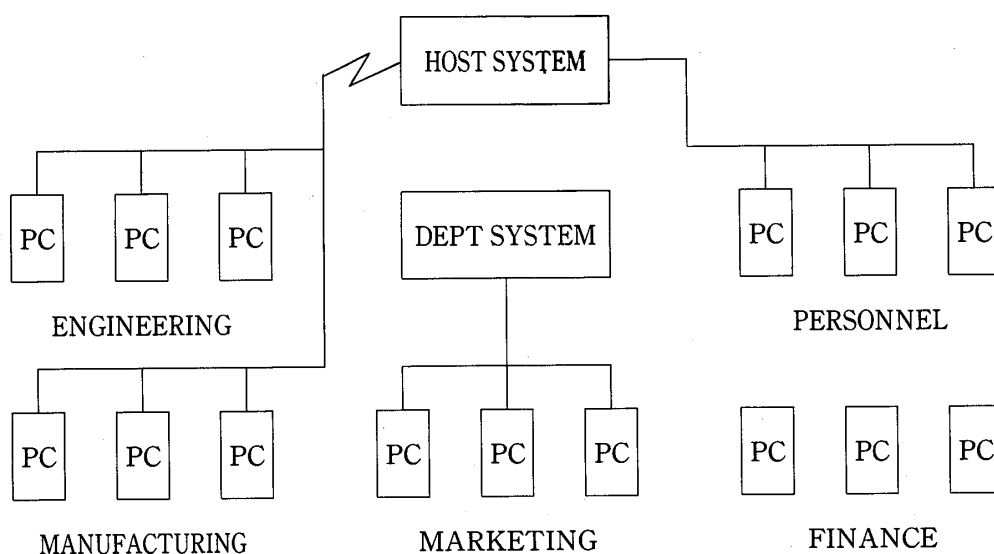 HOST SYSTEM
PC PC PC
DEPT SYSTEM
PC PC PC
ENGINEERING
PERSONNEL
PC PC PC
PC PC PC
PC PC PC
MANUFACTURING
MARKETING
FINANCE